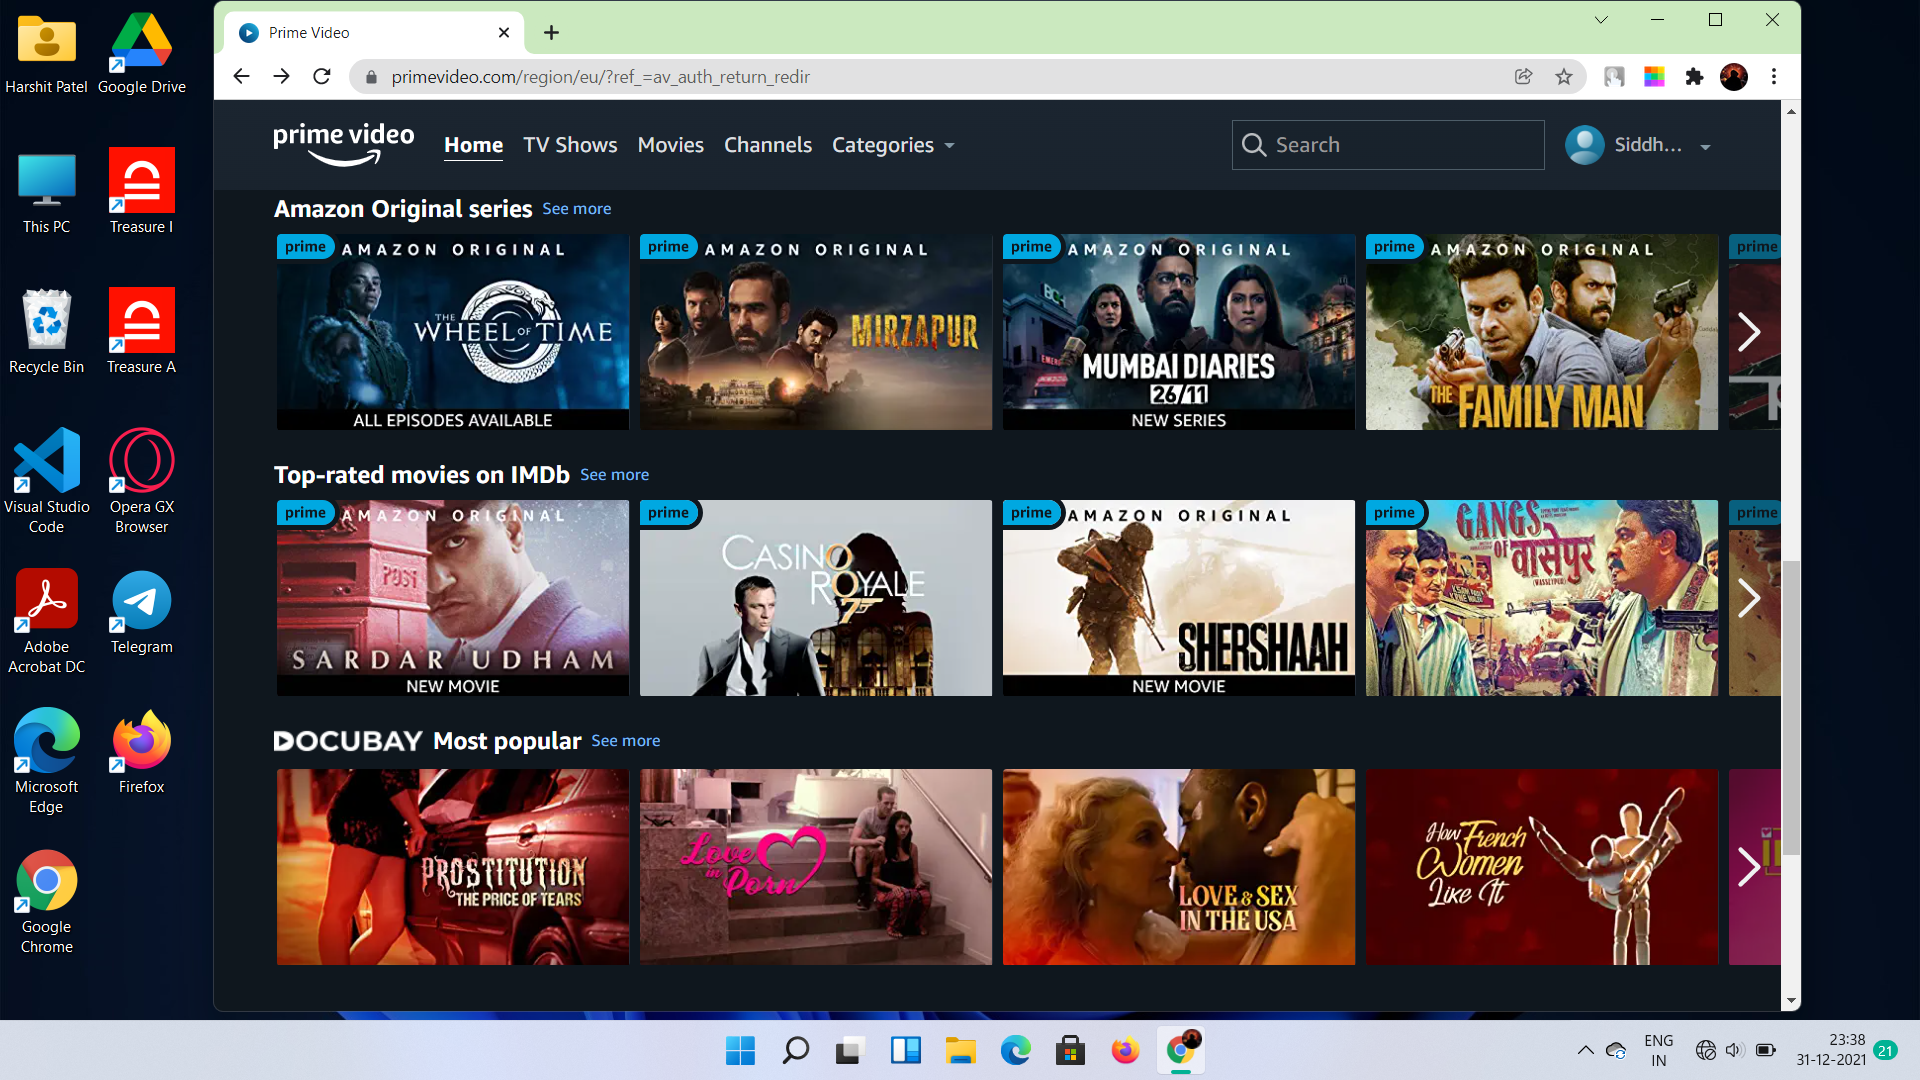 Harshit Patel
Google Drive
This PC
Treasure I
Recycle Bin
Treasure A
Visual Studio
Code
Opera GX
Browser
Adobe
Acrobat DC
Telegram
Microsoft
Edge
Firefox
Google
Chrome
Prime Video
primevideo.com/region/eu/?ref_=av_auth_return_redir
prime video
Home
TV Shows
Movies
Channels
Categories
Search
Siddh...
Amazon Original series See more
prime AMAZON ORIGINAL
THE
WHEEL OF TIME
ALL EPISODES AVAILABLE
prime AMAZON ORIGINAL
MIRZAPUR
prime AMAZON ORIGINAL
MUMBAI DIARIES
26/11
NEW SERIES
prime AMAZON ORIGINAL
THE FAMILY MAN
prime
Top-rated movies on IMDb See more
prime AMAZON ORIGINAL
POST
SARDAR UDHAM
NEW MOVIE
prime
CASINO
ROYALE
007
prime AMAZON ORIGINAL
SHERSHAAH
NEW MOVIE
prime
GANGS
OF वासेपुर
(WASSEYPUR)
prime
DOCUBAY Most popular See more
PROSTITUTION
THE PRICE OF TEARS
Love
in Porn
LOVE & SEX
IN THE USA
How French
Women
Like It
ENG
IN
23:38
31-12-2021
21